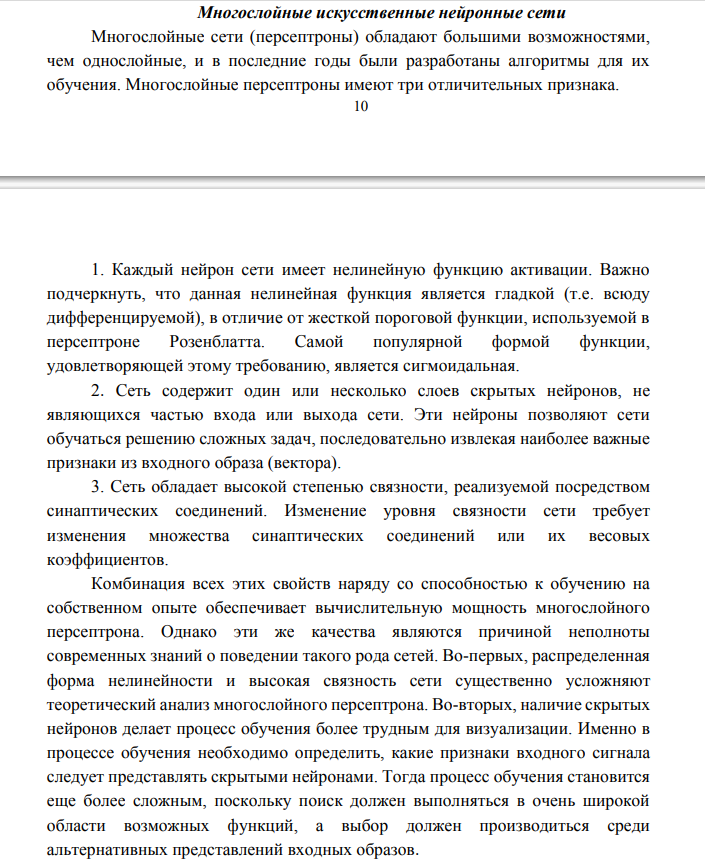 Многослойные искусственные нейронные сети
Многослойные сети (персептроны) обладают большими возможностями,
чем однослойные, и в последние годы были разработаны алгоритмы для их
обучения. Многослойные персептроны имеют три отличительных признака.
10
1. Каждый нейрон сети имеет нелинейную функцию активации. Важно
подчеркнуть, что данная нелинейная функция является гладкой (т.е. всюду
дифференцируемой), в отличие от жесткой пороговой функции, используемой в
персептроне Розенблатта. Самой популярной формой функции,
удовлетворяющей этому требованию, является сигмоидальная.
2. Сеть содержит один или несколько слоев скрытых нейронов, не
являющихся частью входа или выхода сети. Эти нейроны позволяют сети
обучаться решению сложных задач, последовательно извлекая наиболее важные
признаки из входного образа (вектора).
3. Сеть обладает высокой степенью связности, реализуемой посредством
синаптических соединений. Изменение уровня связности сети требует
изменения множества синаптических соединений или их весовых
коэффициентов.
Комбинация всех этих свойств наряду со способностью к обучению на
собственном опыте обеспечивает вычислительную мощность многослойного
персептрона. Однако эти же качества являются причиной неполноты
современных знаний о поведении такого рода сетей. Во-первых, распределенная
форма нелинейности и высокая связность сети существенно усложняют
теоретический анализ многослойного персептрона. Во-вторых, наличие скрытых
нейронов делает процесс обучения более трудным для визуализации. Именно в
процессе обучения необходимо определить, какие признаки входного сигнала
следует представлять скрытыми нейронами. Тогда процесс обучения становится
еще более сложным, поскольку поиск должен выполняться в очень широкой
области возможных функций, а выбор должен производиться среди
альтернативных представлений входных образов.